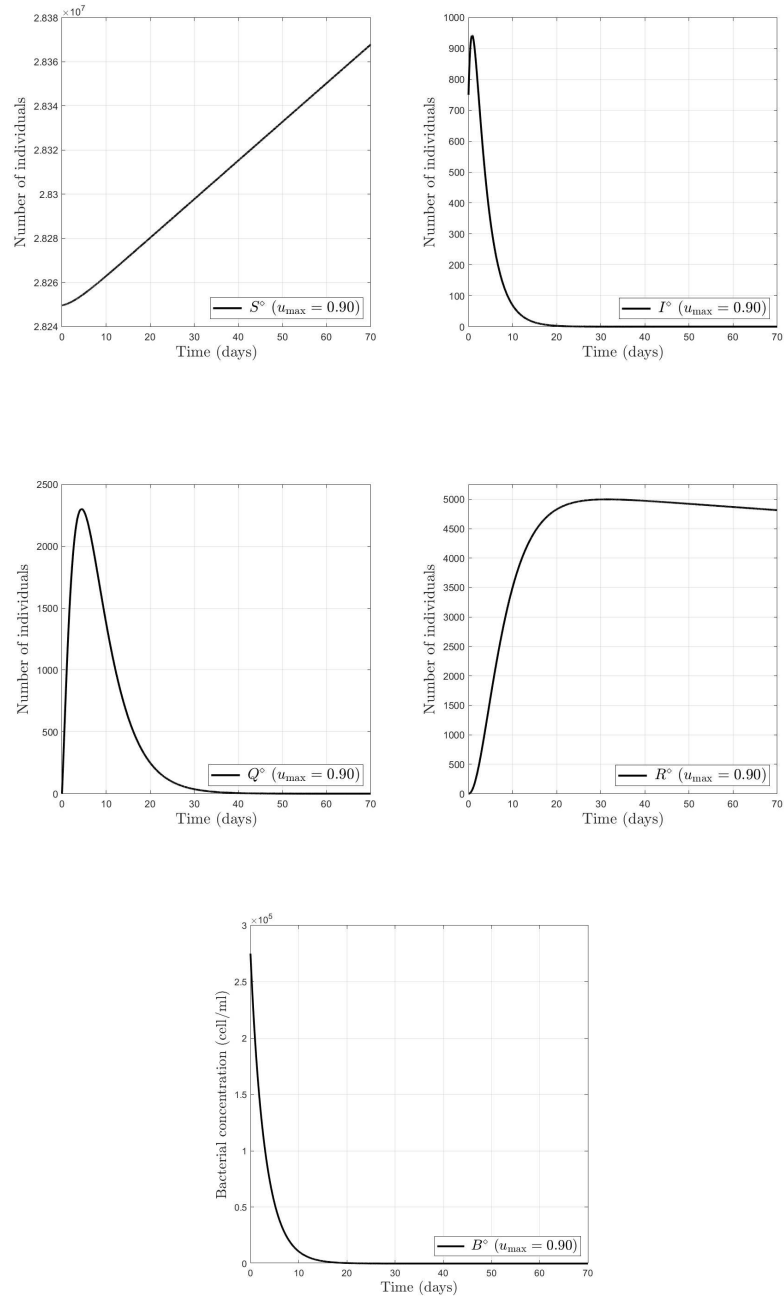 ×10⁷
2.838
2.836
2.834
2.832
2.83
2.828
2.826
2.824
Number of individuals
0 10 20 30 40 50 60 70
Time (days)
S⋄ (u_max = 0.90)
1000
900
800
700
600
500
400
300
200
100
0
Number of individuals
0 10 20 30 40 50 60 70
Time (days)
I⋄ (u_max = 0.90)
2500
2000
1500
1000
500
0
Number of individuals
0 10 20 30 40 50 60 70
Time (days)
Q⋄ (u_max = 0.90)
5000
4500
4000
3500
3000
2500
2000
1500
1000
500
0
Number of individuals
0 10 20 30 40 50 60 70
Time (days)
R⋄ (u_max = 0.90)
×10⁵
3
2.5
2
1.5
1
0.5
0
Bacterial concentration (cell/ml)
0 10 20 30 40 50 60 70
Time (days)
B⋄ (u_max = 0.90)